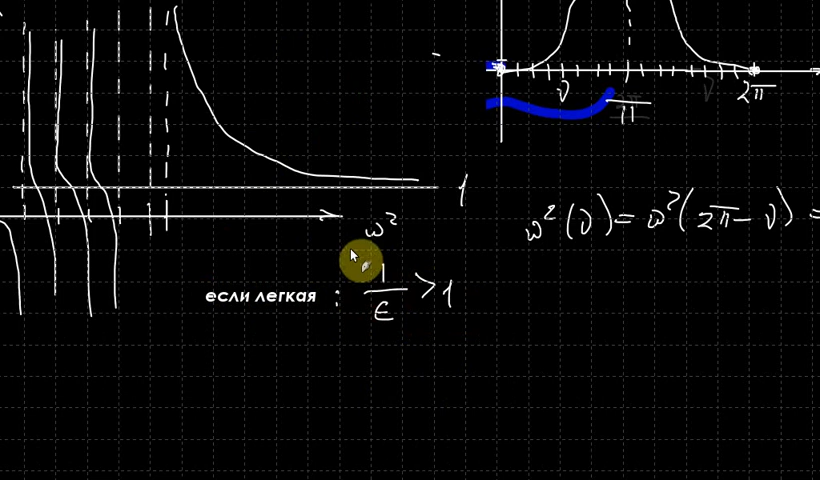 ν 2π
π
1
ω²
ω²(ν) = ω²(2π - ν) =
если легкая : 1/ε > 1